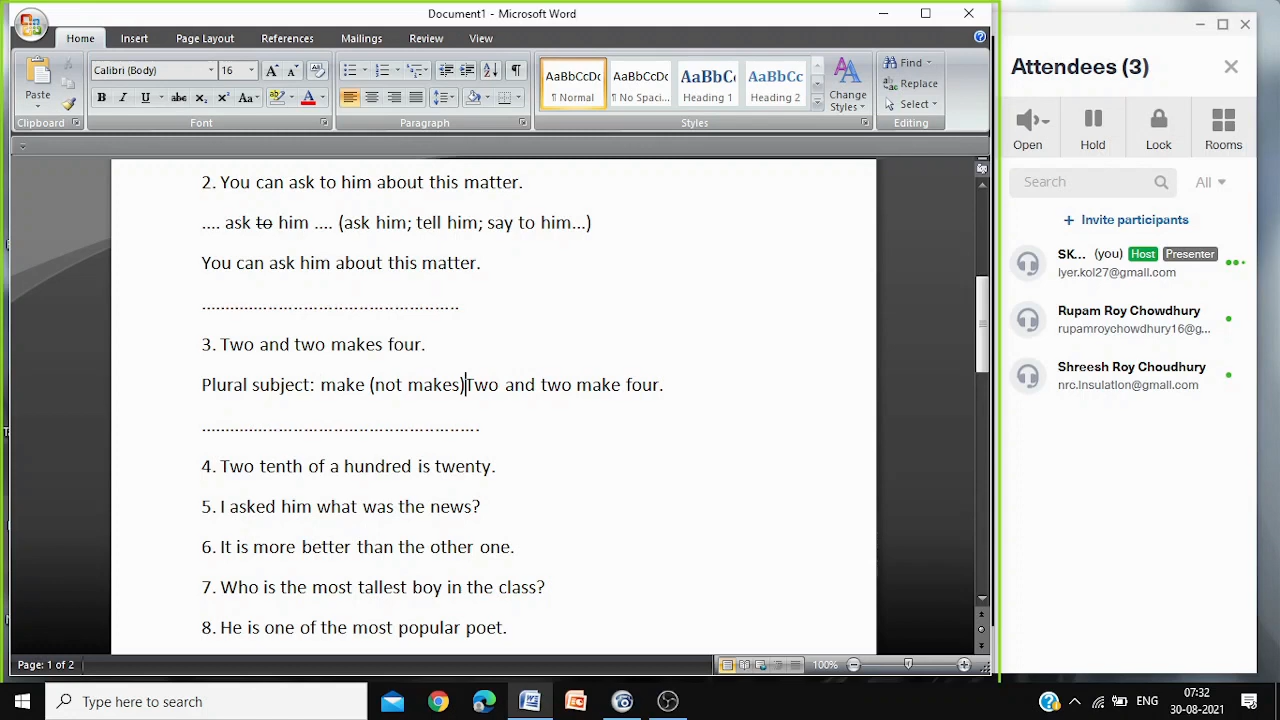 Document1 - Microsoft Word
Home Insert Page Layout References Mailings Review View
Calibri (Body) 16
Find
Replace
Select
Paste
AaBbCcDc AaBbCcDc AaBbCc AaBbCc
¶ Normal ¶ No Spaci... Heading 1 Heading 2
Change Styles
Clipboard Font Paragraph Styles Editing
2. You can ask to him about this matter.
.... ask to him .... (ask him; tell him; say to him...)
You can ask him about this matter.
....................................................
3. Two and two makes four.
Plural subject: make (not makes)Two and two make four.
.......................................................
4. Two tenth of a hundred is twenty.
5. I asked him what was the news?
6. It is more better than the other one.
7. Who is the most tallest boy in the class?
8. He is one of the most popular poet.
Page: 1 of 2
100%
Attendees (3)
Open Hold Lock Rooms
Search All
+ Invite participants
SK... (you) Host Presenter
lyer.kol27@gmail.com
Rupam Roy Chowdhury
rupamroychowdhury16@g...
Shreesh Roy Choudhury
nrc.insulation@gmail.com
Type here to search
ENG
07:32
30-08-2021